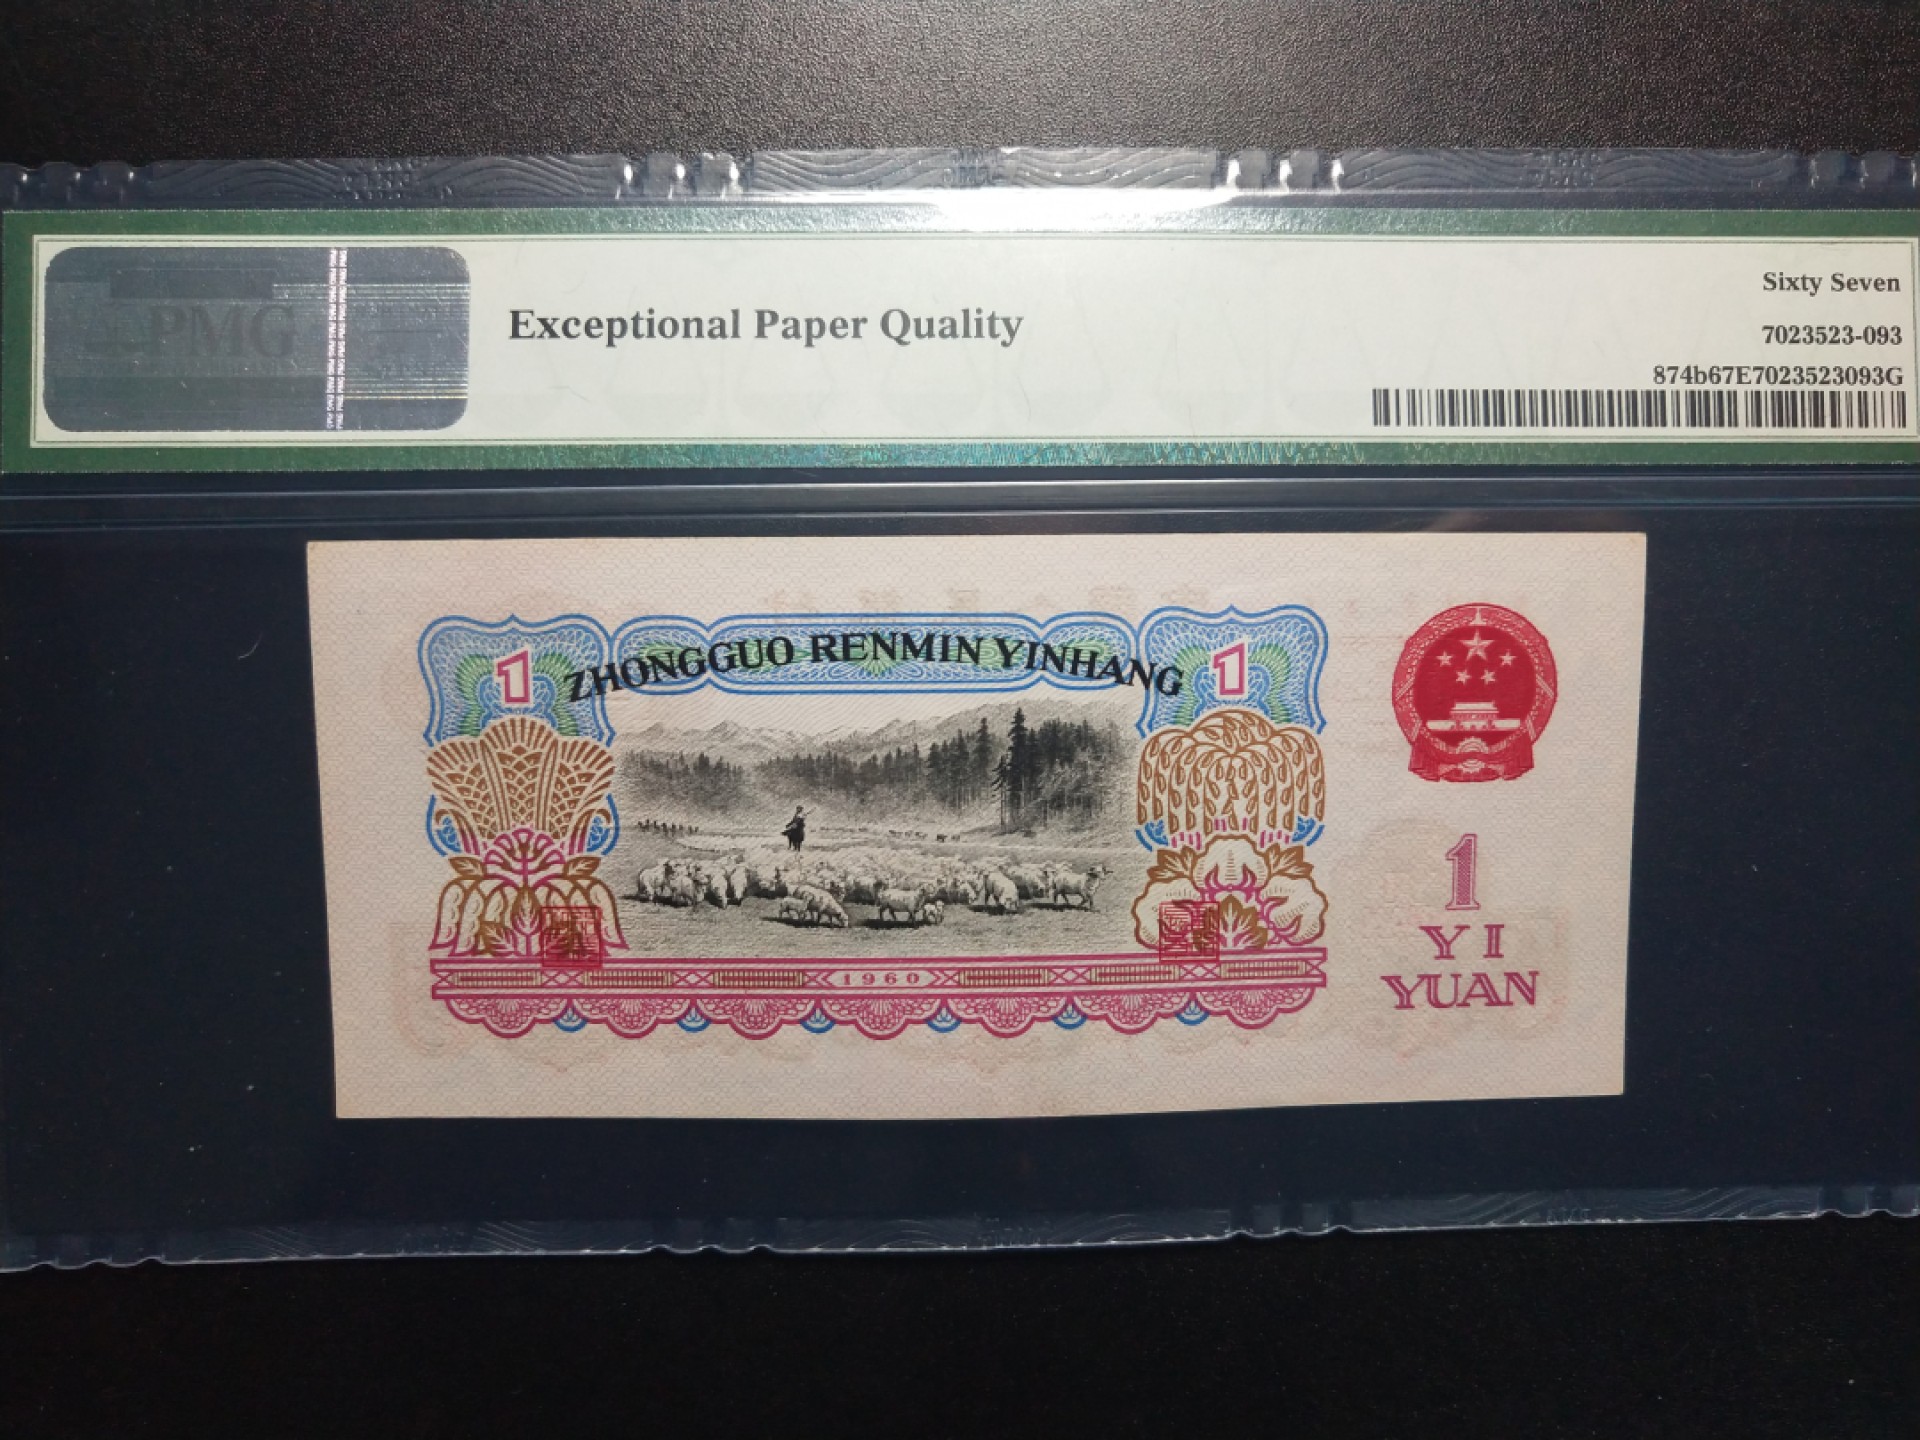 PMG
Exceptional Paper Quality
Sixty Seven
7023523-093
874b67E7023523093G
ZHONGGUO RENMIN YINHANG
1
1
1960
1
YI
YUAN